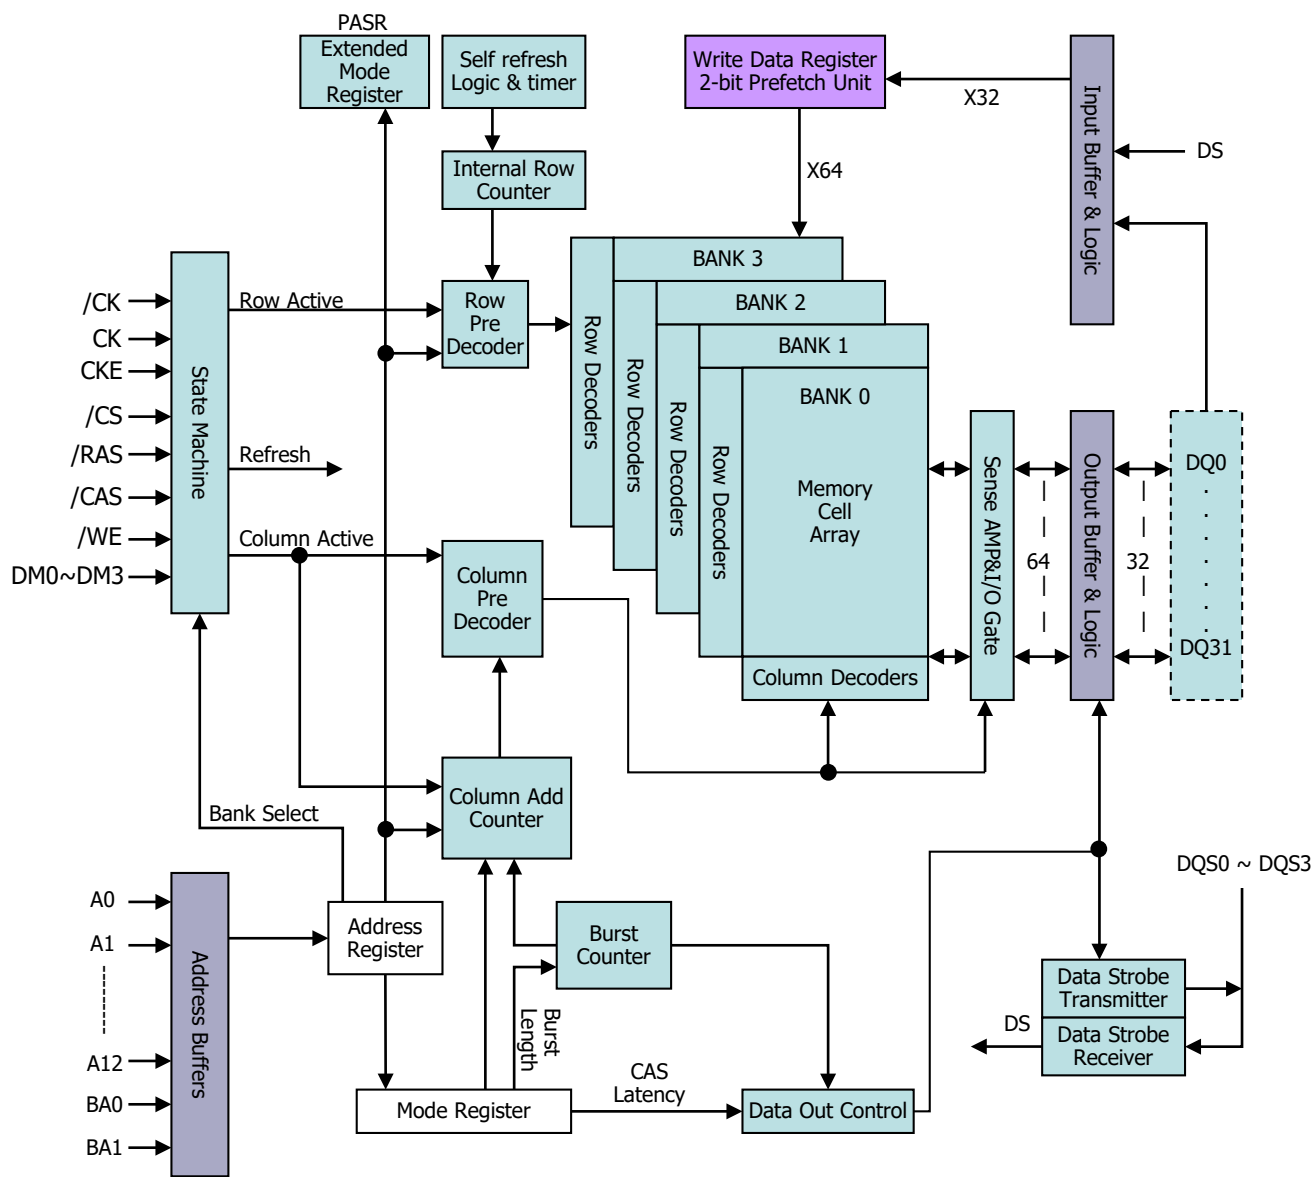 PASR
Extended
Mode
Register
Self refresh
Logic & timer
Write Data Register
2-bit Prefetch Unit
X32
Input Buffer & Logic
DS
Internal Row
Counter
X64
/CK
CK
CKE
/CS
/RAS
/CAS
/WE
DM0~DM3
State Machine
Row Active
Refresh
Column Active
Row
Pre
Decoder
Row Decoders
BANK 3
Row Decoders
BANK 2
Row Decoders
BANK 1
Row Decoders
BANK 0
Memory
Cell
Array
Column Decoders
Sense AMP&I/O Gate
64
Output Buffer & Logic
32
DQ0
.
.
.
.
.
.
.
DQ31
Column
Pre
Decoder
Column Add
Counter
Bank Select
A0
A1
A12
BA0
BA1
Address Buffers
Address
Register
Burst
Counter
Burst
Length
Mode Register
CAS
Latency
Data Out Control
DQS0 ~ DQS3
Data Strobe
Transmitter
DS
Data Strobe
Receiver